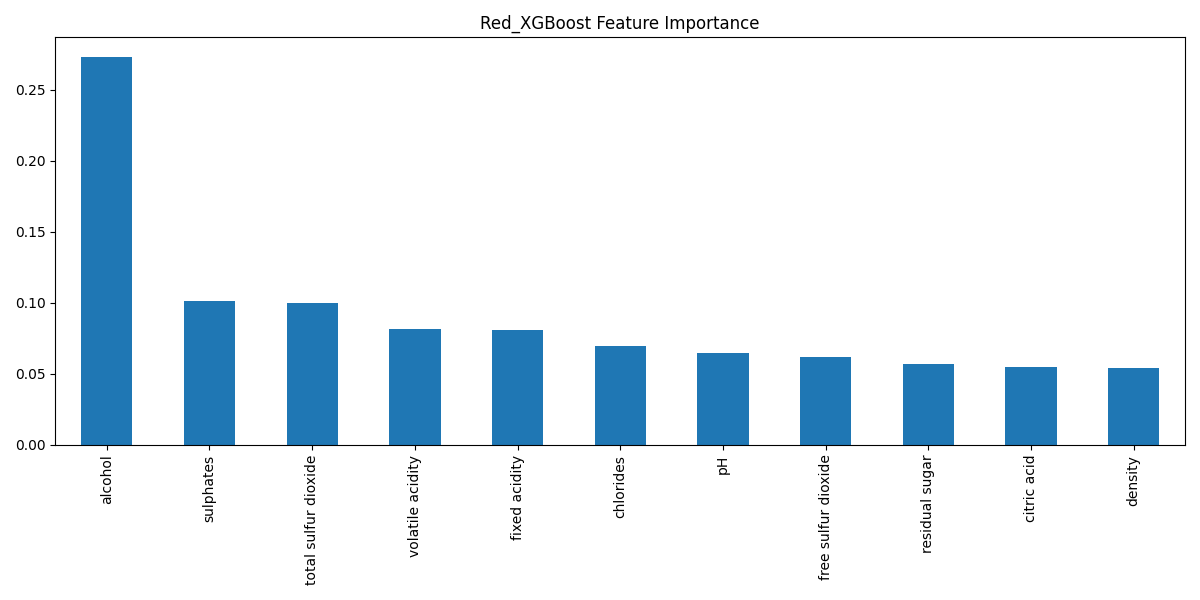 Red_XGBoost Feature Importance
0.25
0.20
0.15
0.10
0.05
0.00
alcohol
sulphates
total sulfur dioxide
volatile acidity
fixed acidity
chlorides
pH
free sulfur dioxide
residual sugar
citric acid
density